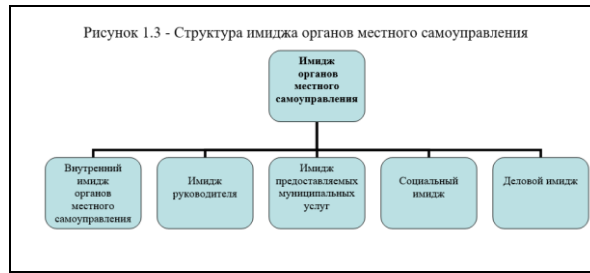 Рисунок 1.3 - Структура имиджа органов местного самоуправления
Имидж
органов
местного
самоуправления
Внутренний
имидж
органов
местного
самоуправления
Имидж
руководителя
Имидж
предоставляемых
муниципальных
услуг
Социальный
имидж
Деловой имидж